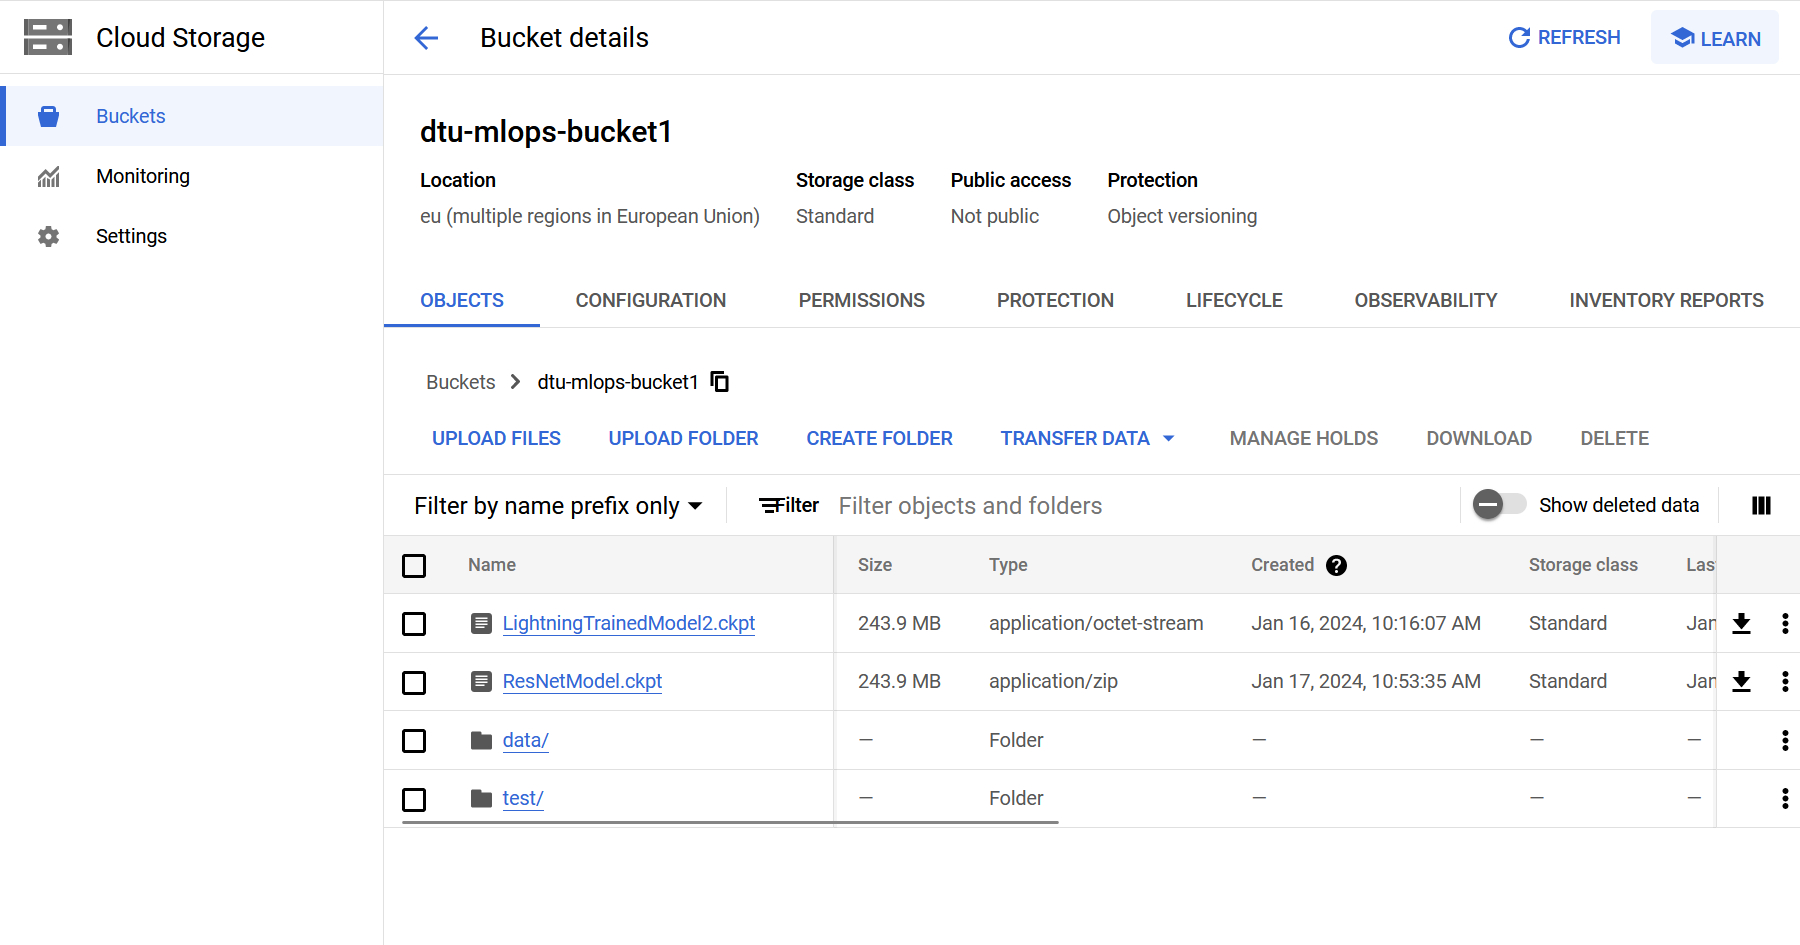 Cloud Storage
Bucket details
REFRESH
LEARN
Buckets
Monitoring
Settings
dtu-mlops-bucket1
Location Storage class Public access Protection
eu (multiple regions in European Union) Standard Not public Object versioning
OBJECTS CONFIGURATION PERMISSIONS PROTECTION LIFECYCLE OBSERVABILITY INVENTORY REPORTS
Buckets dtu-mlops-bucket1
UPLOAD FILES UPLOAD FOLDER CREATE FOLDER TRANSFER DATA MANAGE HOLDS DOWNLOAD DELETE
Filter by name prefix only Filter Filter objects and folders Show deleted data
Name Size Type Created ? Storage class Las
LightningTrainedModel2.ckpt 243.9 MB application/octet-stream Jan 16, 2024, 10:16:07 AM Standard Jan
ResNetModel.ckpt 243.9 MB application/zip Jan 17, 2024, 10:53:35 AM Standard Jan
data/ — Folder — — —
test/ — Folder — — —